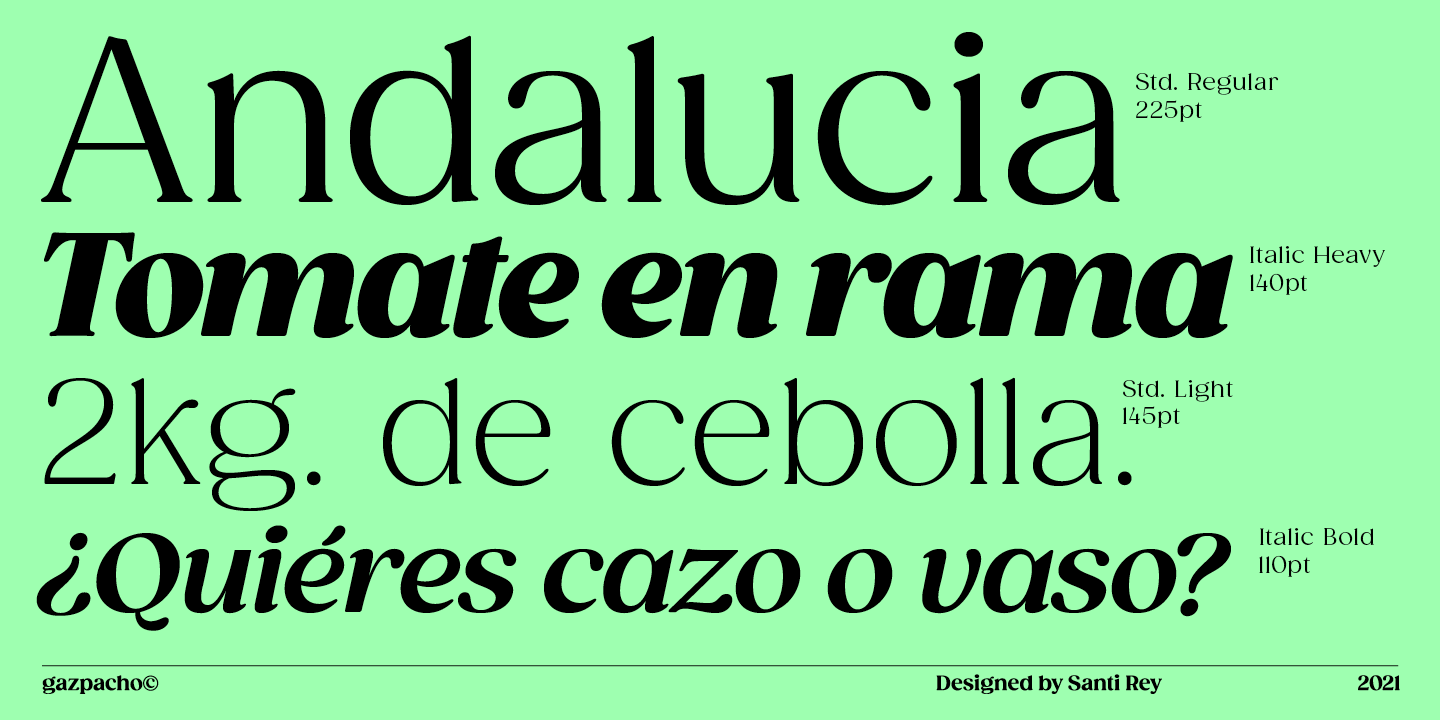 Andalucia
Std. Regular
225pt
Tomate en rama
Italic Heavy
140pt
2kg. de cebolla.
Std. Light
145pt
¿Quiéres cazo o vaso?
Italic Bold
110pt
gazpacho© Designed by Santi Rey 2021